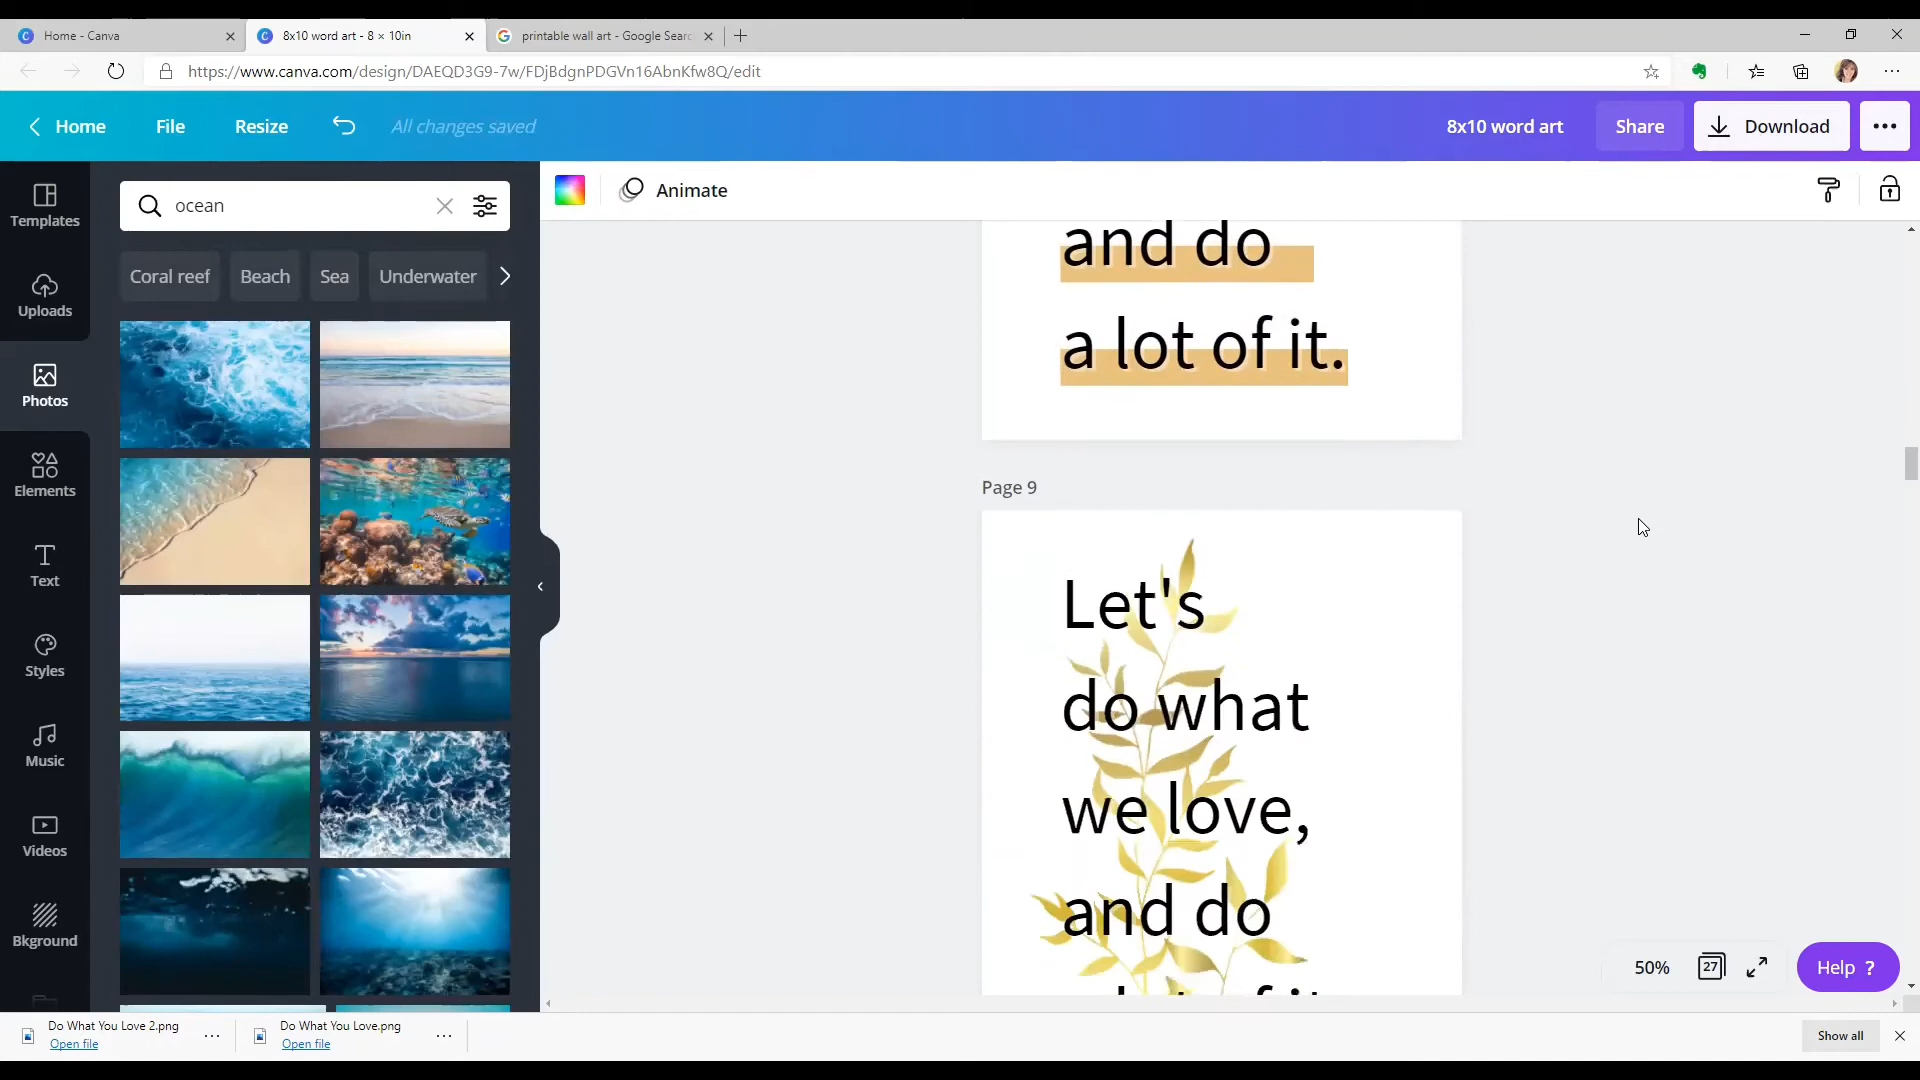 Home - Canva
8x10 word art - 8 × 10in
printable wall art - Google Searc
https://www.canva.com/design/DAEQD3G9-7w/FDjBdgnPDGVn16AbnKfw8Q/edit
Home
File
Resize
All changes saved
8x10 word art
Share
Download
Templates
Uploads
Photos
Elements
Text
Styles
Music
Videos
Bkground
ocean
Coral reef
Beach
Sea
Underwater
Animate
and do
a lot of it.
Page 9
Let's
do what
we love,
and do
50%
27
Help ?
Do What You Love 2.png
Open file
Do What You Love.png
Open file
Show all